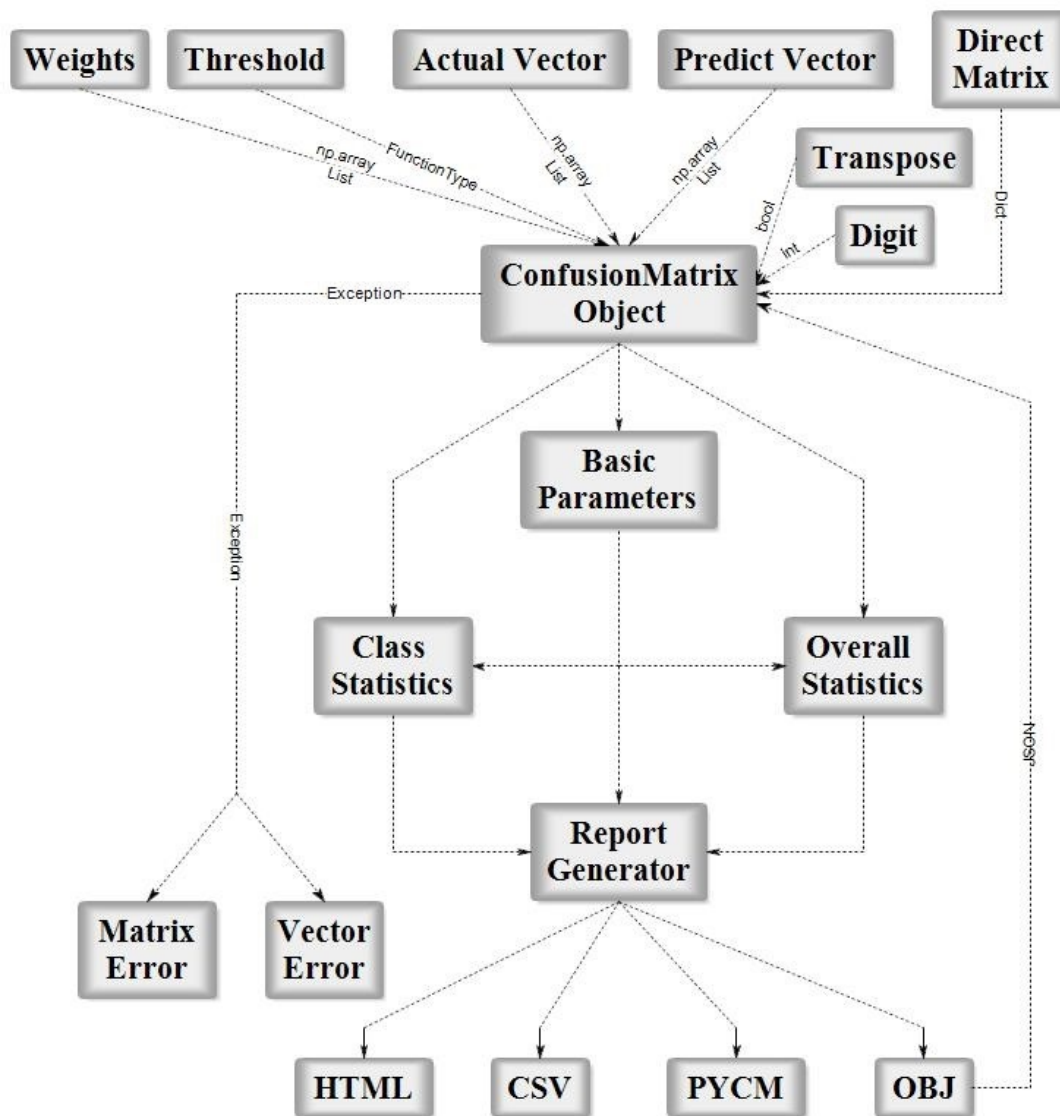 Weights
Threshold
Actual Vector
Predict Vector
Direct
Matrix
np.array
List
FunctionType
np.array
List
np.array
List
Transpose
bool
Dict
Int
Digit
ConfusionMatrix
Object
Exception
Basic
Parameters
Exception
Class
Statistics
Overall
Statistics
JSON
Report
Generator
Matrix
Error
Vector
Error
HTML
CSV
PYCM
OBJ